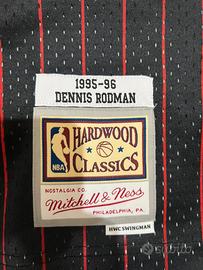 1995-96
DENNIS RODMAN
HARDWOOD
NBA
CLASSICS
NOSTALGIA CO.
Mitchell & Ness
PHILADELPHIA, PA.
HWC SWINGMAN